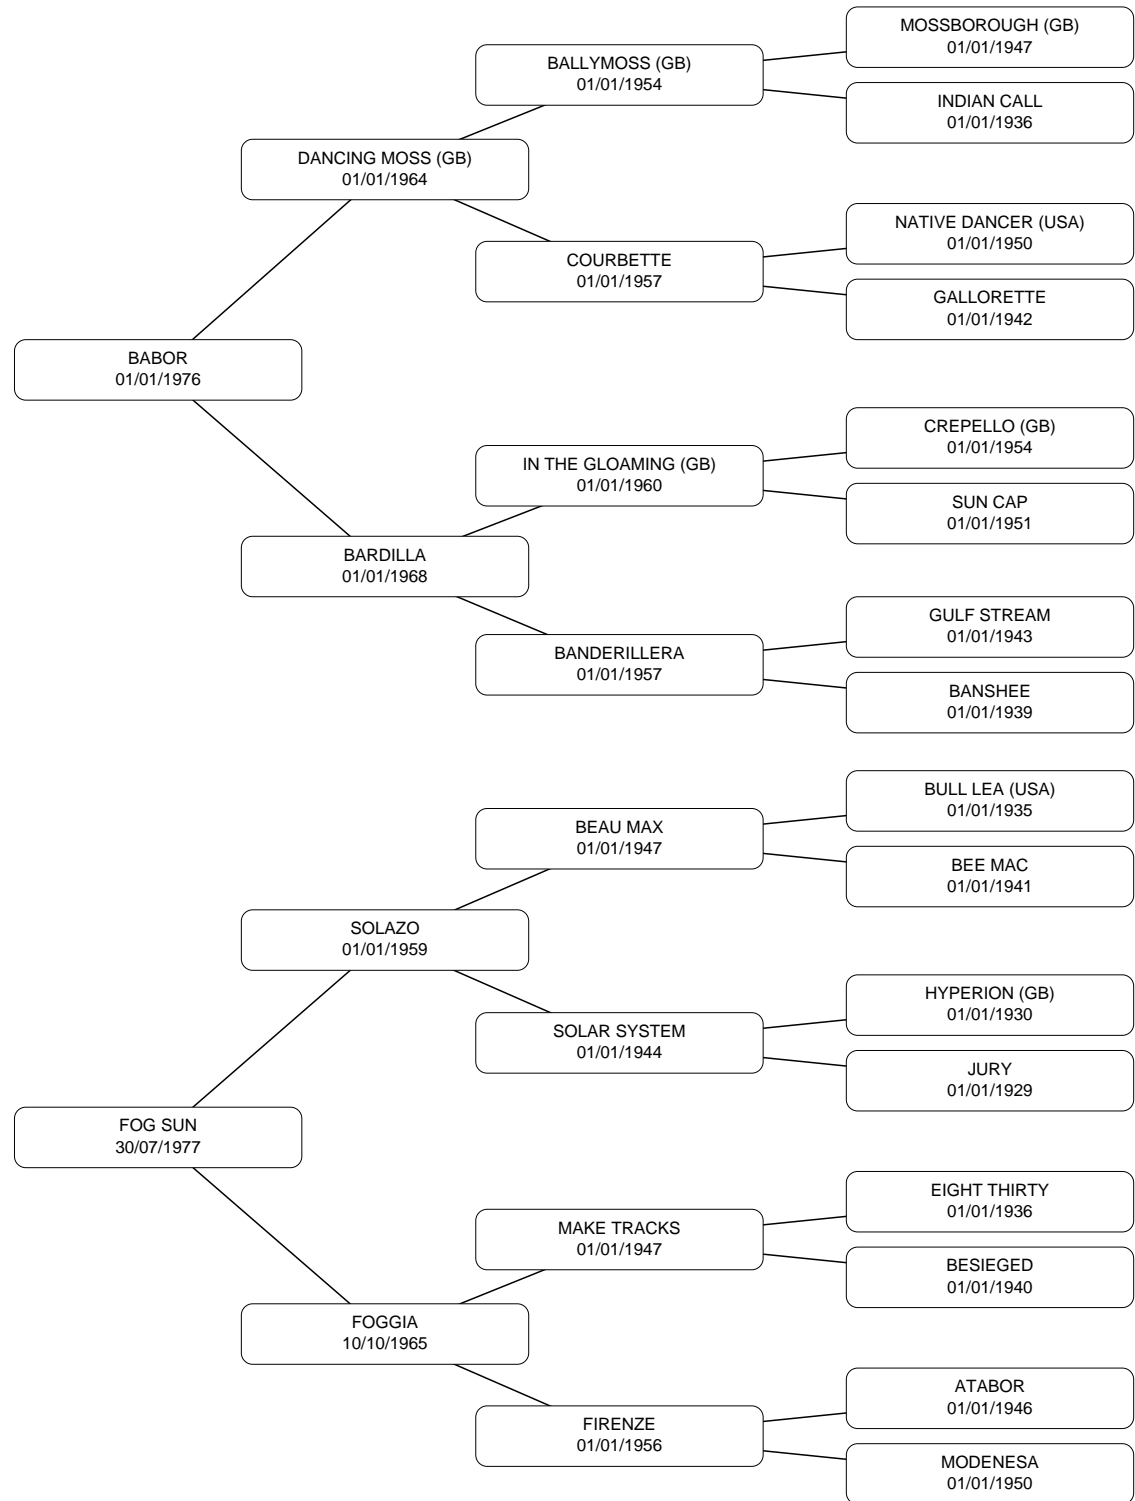 MOSSBOROUGH (GB)
01/01/1947
BALLYMOSS (GB)
01/01/1954
INDIAN CALL
01/01/1936
DANCING MOSS (GB)
01/01/1964
NATIVE DANCER (USA)
01/01/1950
COURBETTE
01/01/1957
GALLORETTE
01/01/1942
BABOR
01/01/1976
CREPELLO (GB)
01/01/1954
IN THE GLOAMING (GB)
01/01/1960
SUN CAP
01/01/1951
BARDILLA
01/01/1968
GULF STREAM
01/01/1943
BANDERILLERA
01/01/1957
BANSHEE
01/01/1939
BULL LEA (USA)
01/01/1935
BEAU MAX
01/01/1947
BEE MAC
01/01/1941
SOLAZO
01/01/1959
HYPERION (GB)
01/01/1930
SOLAR SYSTEM
01/01/1944
JURY
01/01/1929
FOG SUN
30/07/1977
EIGHT THIRTY
01/01/1936
MAKE TRACKS
01/01/1947
BESIEGED
01/01/1940
FOGGIA
10/10/1965
ATABOR
01/01/1946
FIRENZE
01/01/1956
MODENESA
01/01/1950